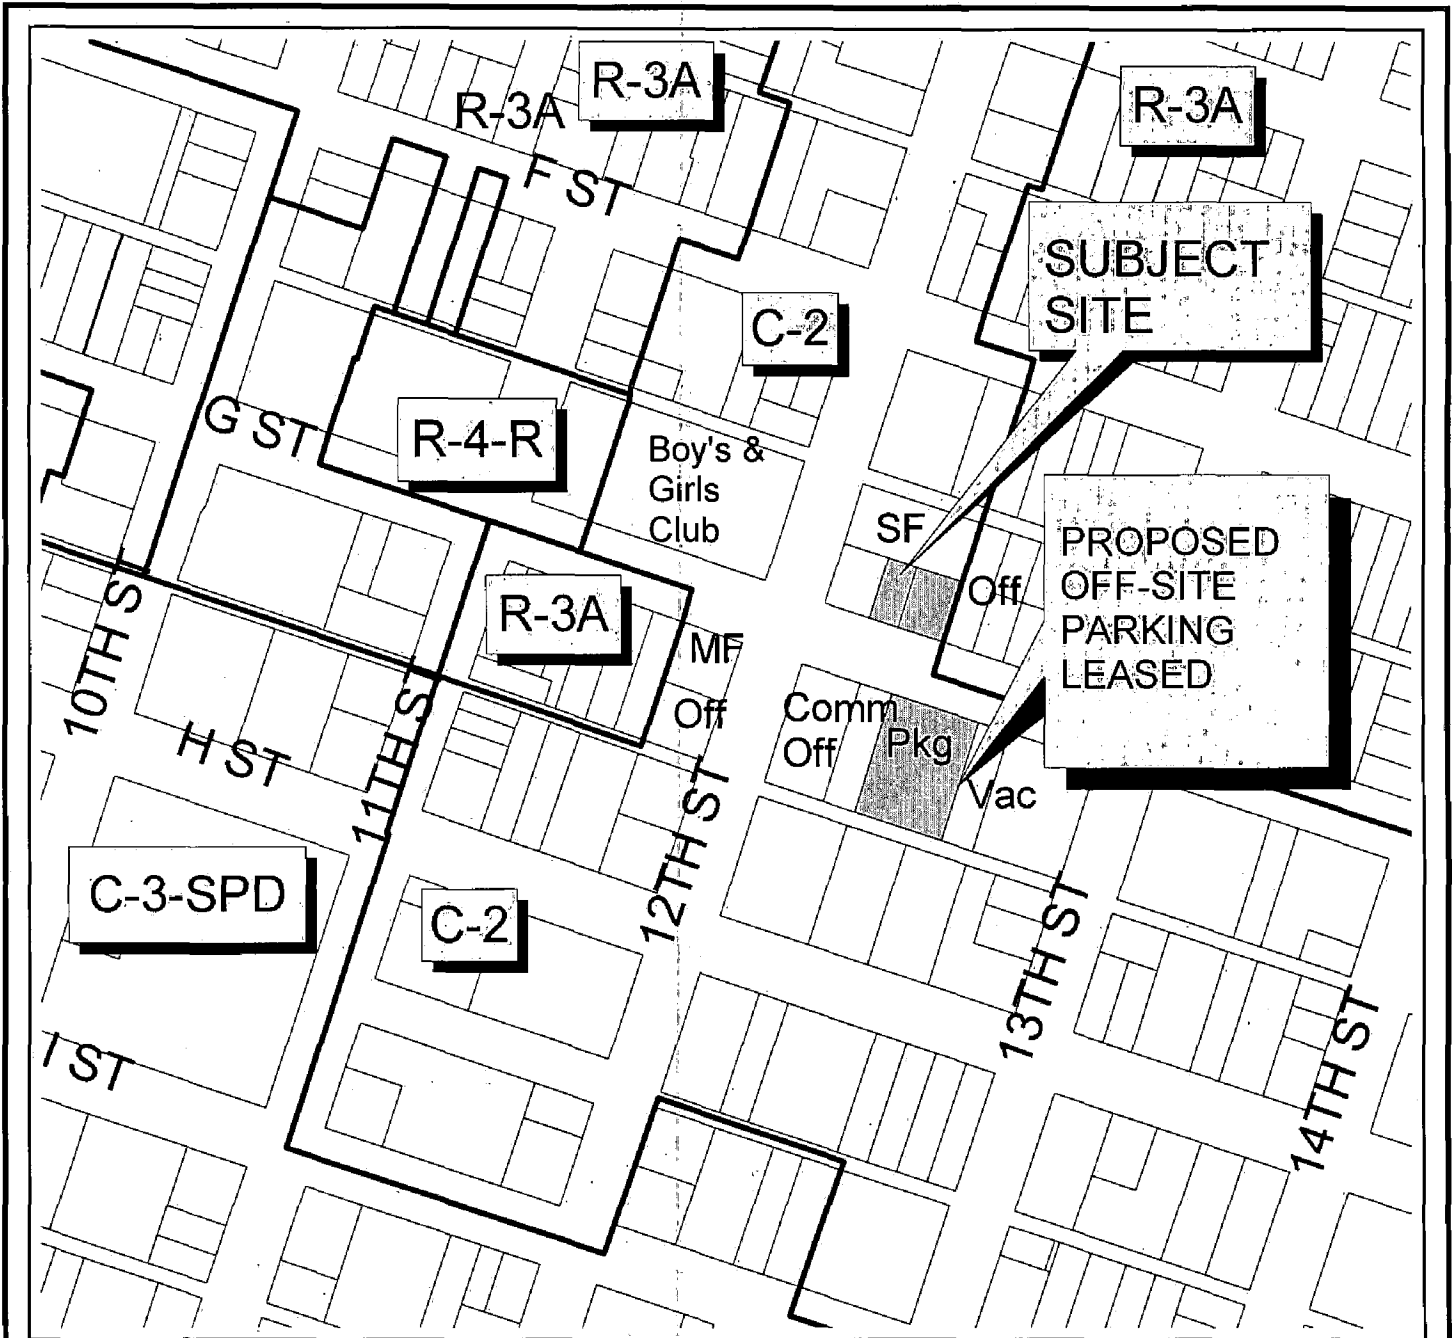 R-3A
R-3A
R-3A
F ST
SUBJECT
SITE
C-2
G ST
R-4-R
Boy's &
Girls
Club
SF
PROPOSED
OFF-SITE
PARKING
LEASED
Off
R-3A
MF
10TH ST
11TH ST
Off
Comm
Off
Pkg
Vac
H ST
12TH ST
C-3-SPD
C-2
13TH ST
14TH ST
I ST